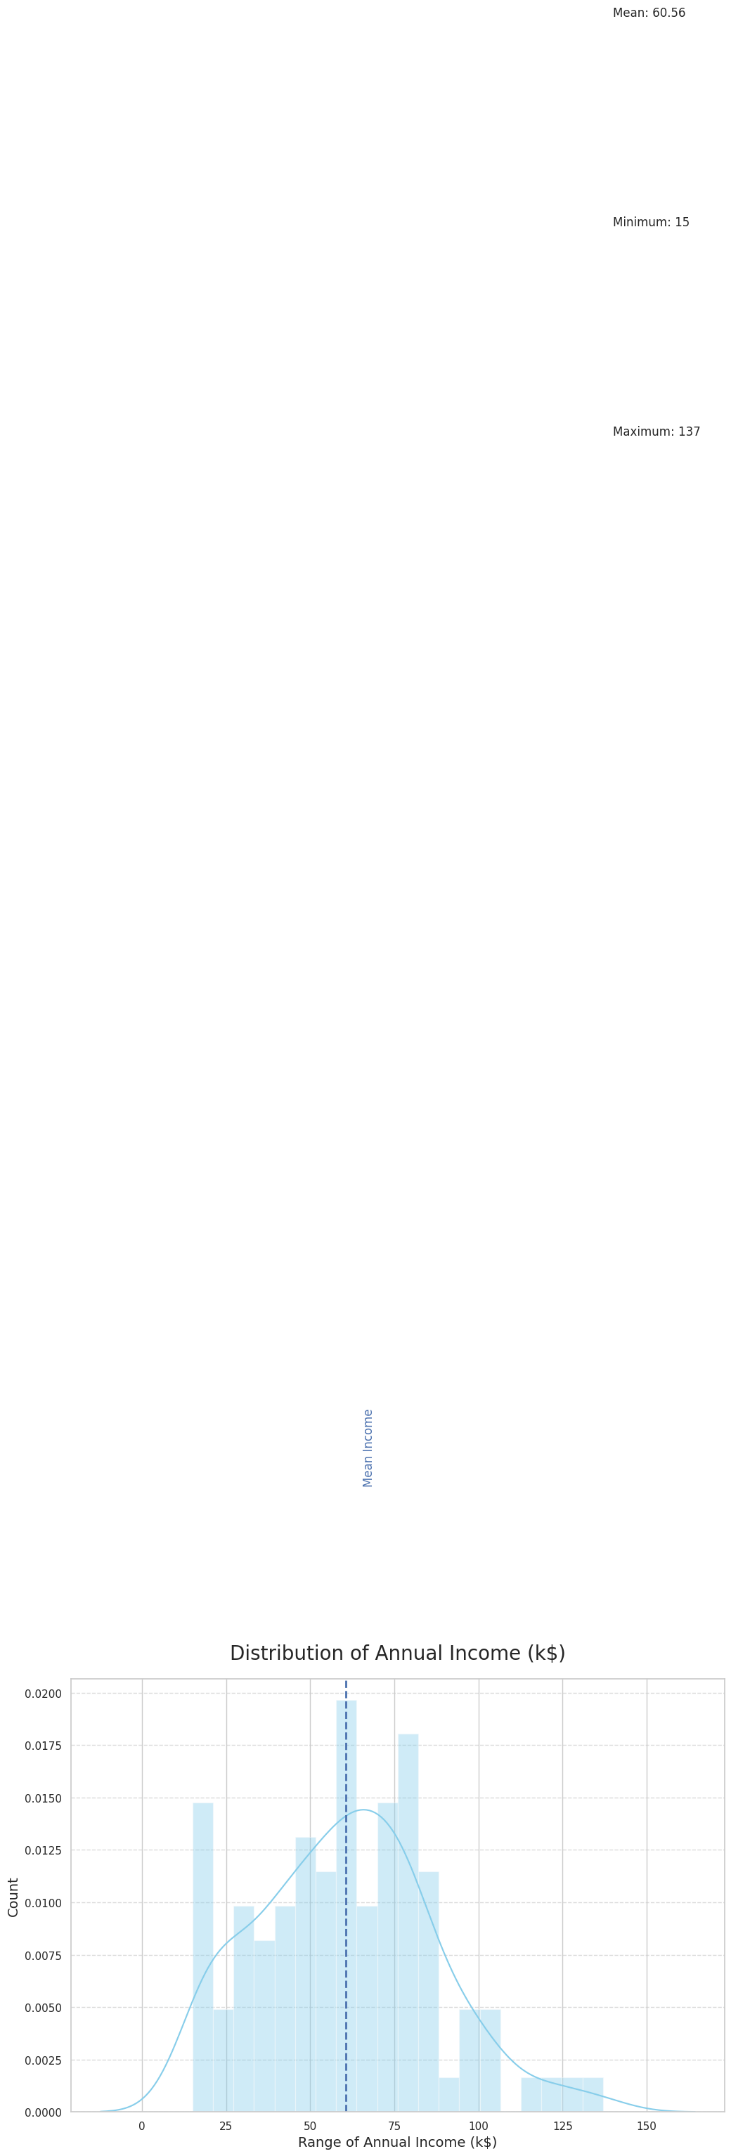 Mean: 60.56
Minimum: 15
Maximum: 137
Mean Income
Distribution of Annual Income (k$)
0.0200
0.0175
0.0150
0.0125
0.0100
0.0075
0.0050
0.0025
0.0000
Count
0 25 50 75 100 125 150
Range of Annual Income (k$)